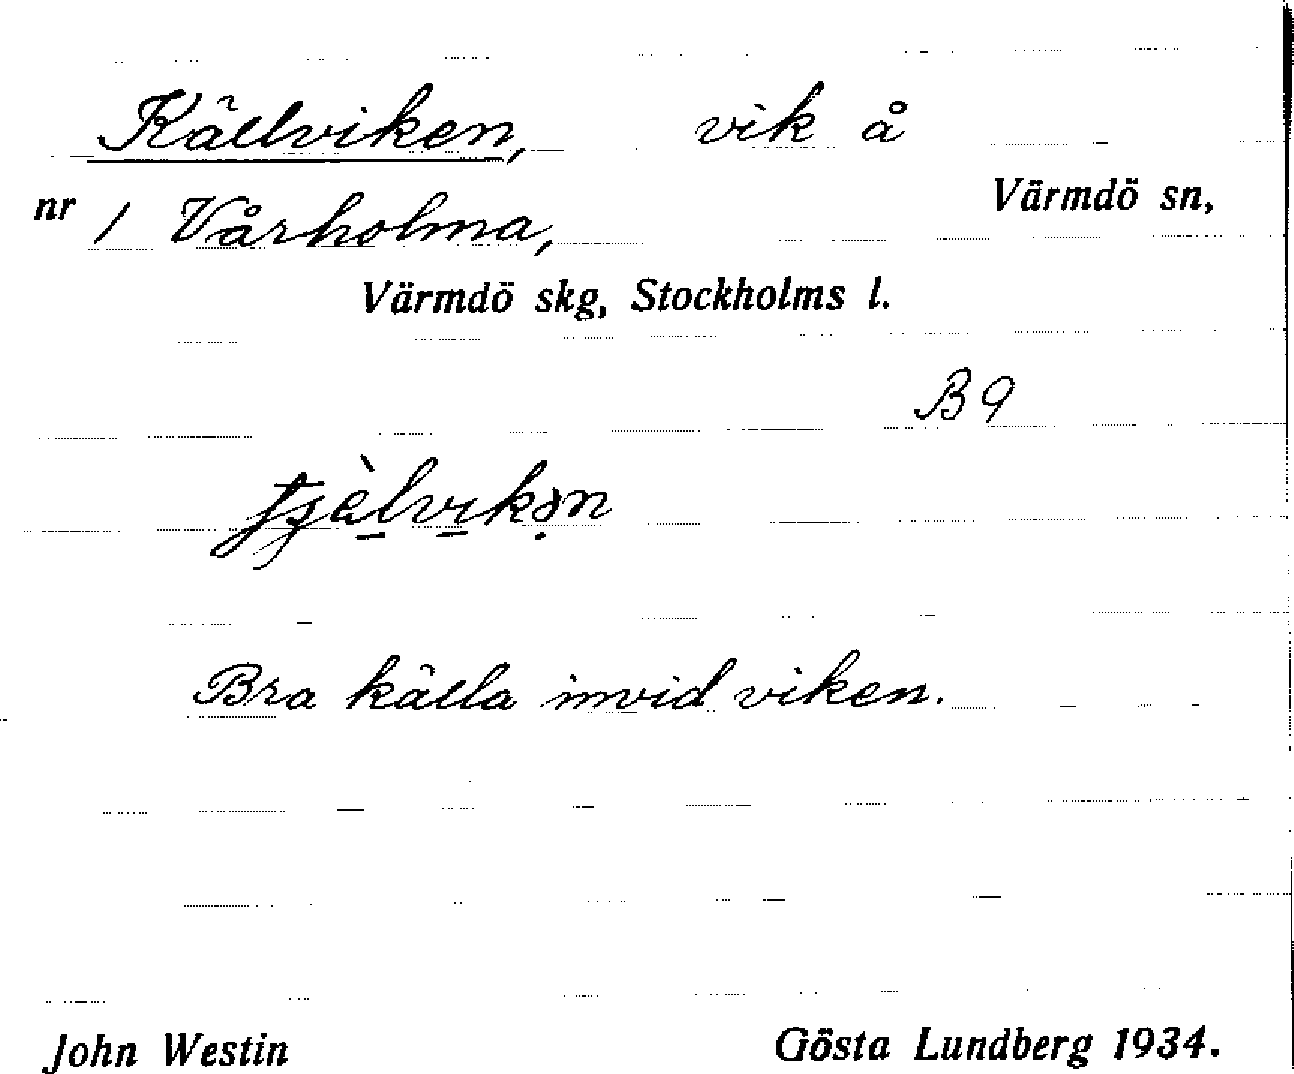 Källviken, vik å
nr 1 Vårholma, Värmdö sn,
Värmdö skg, Stockholms l.
B 9
Bra källa invid viken.
John Westin Gösta Lundberg 1934.